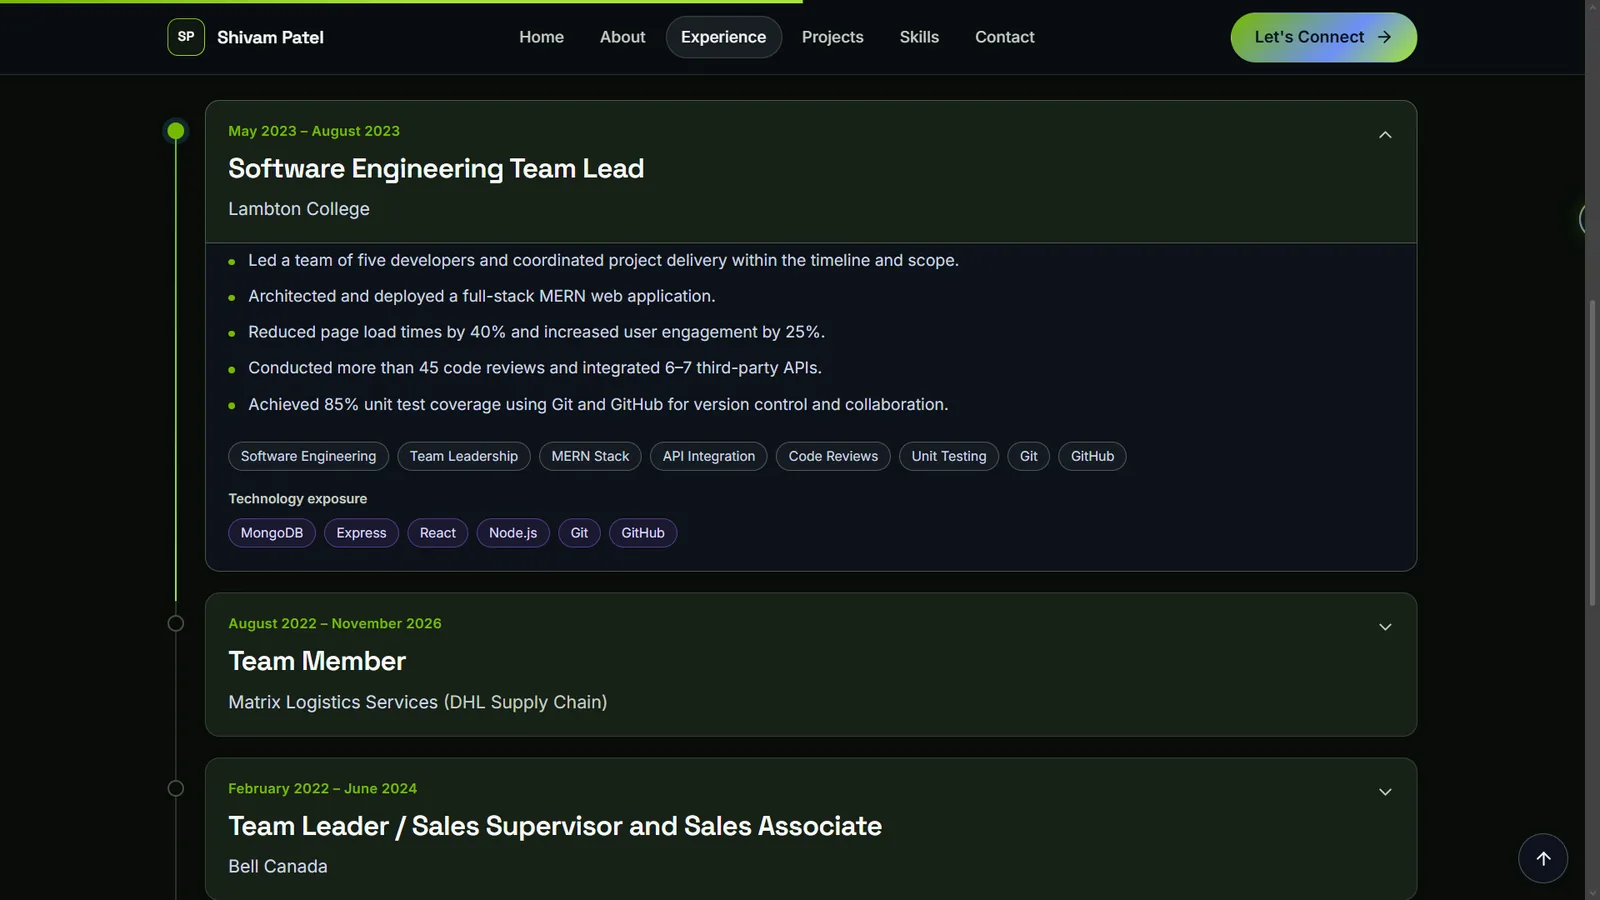 SP
Shivam Patel
Home
About
Experience
Projects
Skills
Contact
Let's Connect →
May 2023 – August 2023
Software Engineering Team Lead
Lambton College
Led a team of five developers and coordinated project delivery within the timeline and scope.
Architected and deployed a full-stack MERN web application.
Reduced page load times by 40% and increased user engagement by 25%.
Conducted more than 45 code reviews and integrated 6–7 third-party APIs.
Achieved 85% unit test coverage using Git and GitHub for version control and collaboration.
Software Engineering
Team Leadership
MERN Stack
API Integration
Code Reviews
Unit Testing
Git
GitHub
Technology exposure
MongoDB
Express
React
Node.js
Git
GitHub
August 2022 – November 2026
Team Member
Matrix Logistics Services (DHL Supply Chain)
February 2022 – June 2024
Team Leader / Sales Supervisor and Sales Associate
Bell Canada